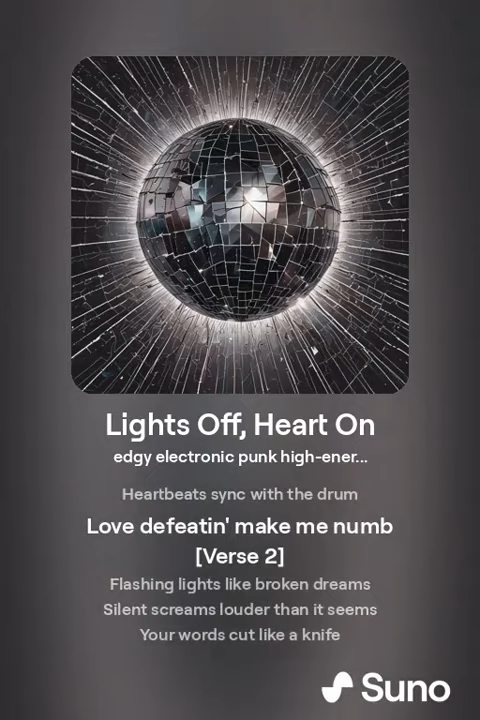 Lights Off, Heart On
edgy electronic punk high-ener...
Heartbeats sync with the drum
Love defeatin' make me numb
[Verse 2]
Flashing lights like broken dreams
Silent screams louder than it seems
Your words cut like a knife
Suno